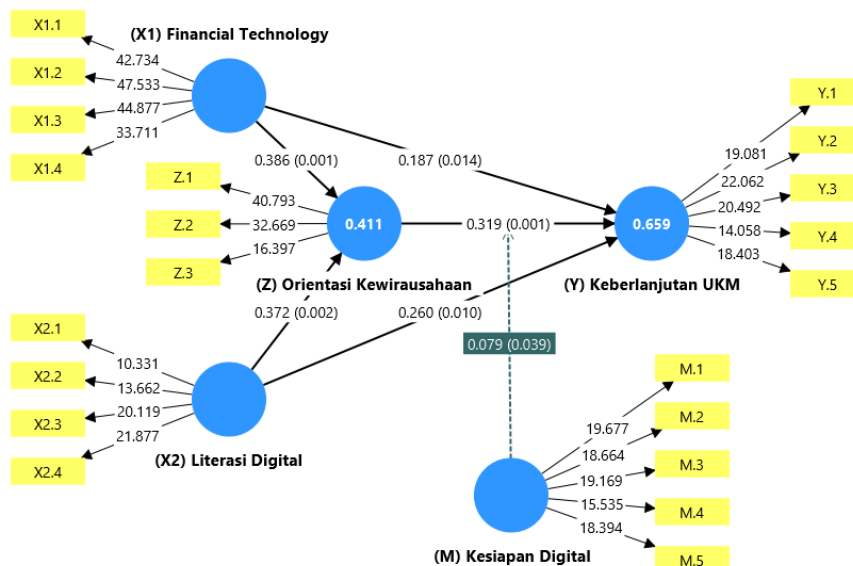 X1.1
X1.2
X1.3
X1.4
42.734
47.533
44.877
33.711
(X1) Financial Technology
0.386 (0.001)
0.187 (0.014)
Z.1
Z.2
Z.3
40.793
32.669
16.397
0.411
(Z) Orientasi Kewirausahaan
0.319 (0.001)
0.659
(Y) Keberlanjutan UKM
Y.1
Y.2
Y.3
Y.4
Y.5
19.081
22.062
20.492
14.058
18.403
0.372 (0.002)
0.260 (0.010)
0.079 (0.039)
X2.1
X2.2
X2.3
X2.4
10.331
13.662
20.119
21.877
(X2) Literasi Digital
M.1
M.2
M.3
M.4
M.5
19.677
18.664
19.169
15.535
18.394
(M) Kesiapan Digital